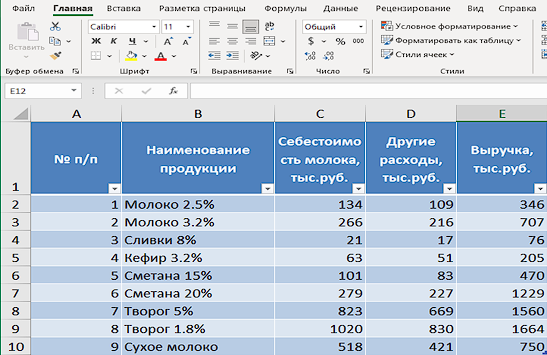 Файл Главная Вставка Разметка страницы Формулы Данные Рецензирование Вид Справка
Вставить
Calibri 11
Ж К Ч
Общий
% 000
Условное форматирование
Форматировать как таблицу
Стили ячеек
Буфер обмена Шрифт Выравнивание Число Стили
E12 fx
A B C D E
1 № п/п Наименование продукции Себестоимо
сть молока,
тыс.руб. Другие
расходы,
тыс.руб. Выручка,
тыс.руб.
2 1 Молоко 2.5% 134 109 346
3 2 Молоко 3.2% 266 216 707
4 3 Сливки 8% 21 17 76
5 4 Кефир 3.2% 63 51 205
6 5 Сметана 15% 101 83 470
7 6 Сметана 20% 279 227 1229
8 7 Творог 5% 823 669 1560
9 8 Творог 1.8% 1020 830 1664
10 9 Сухое молоко 518 421 750